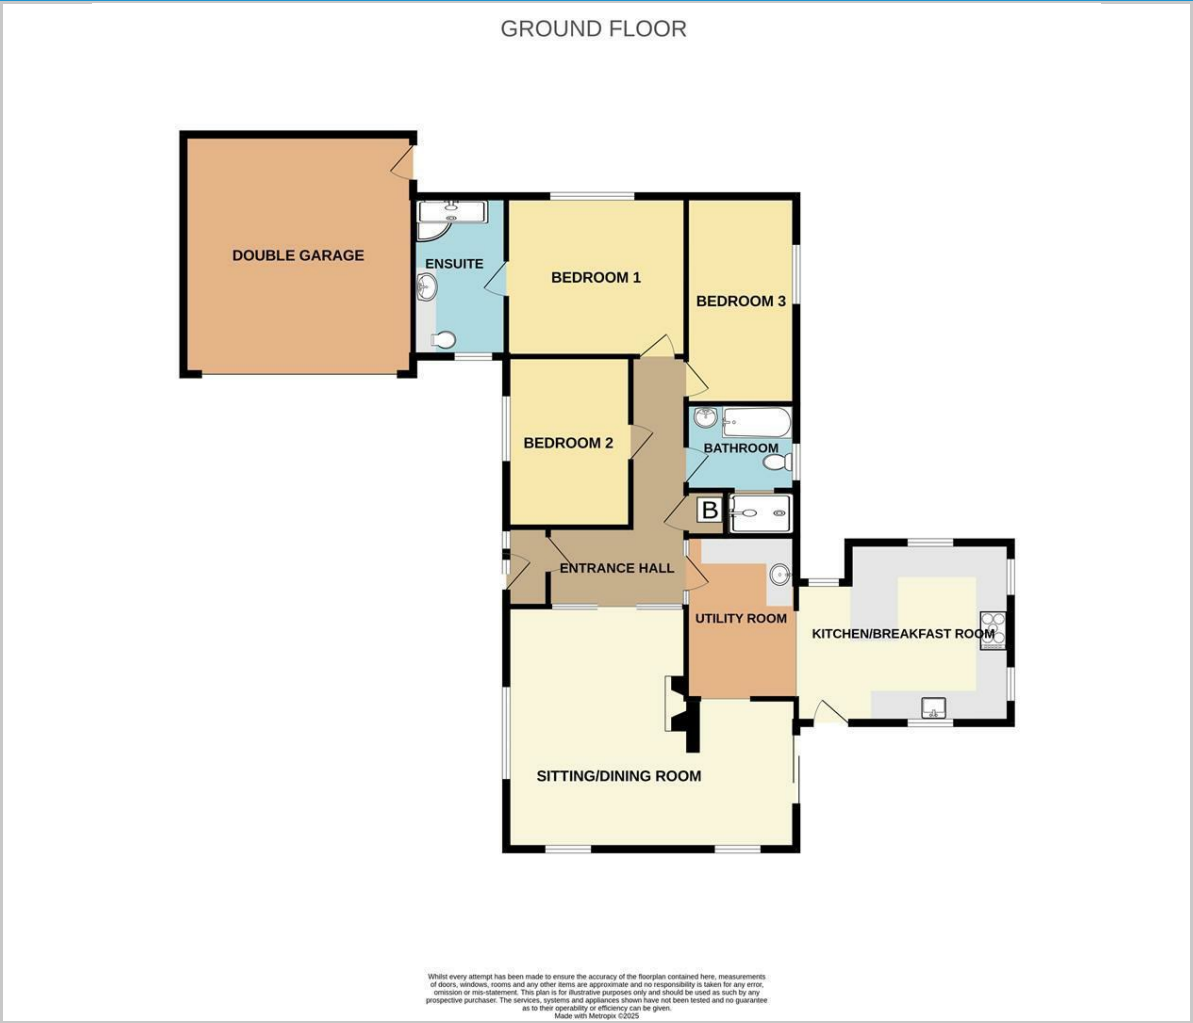 GROUND FLOOR
DOUBLE GARAGE
ENSUITE
BEDROOM 1
BEDROOM 3
BEDROOM 2
BATHROOM
B
ENTRANCE HALL
UTILITY ROOM
KITCHEN/BREAKFAST ROOM
SITTING/DINING ROOM
Whilst every attempt has been made to ensure the accuracy of the floorplan contained here, measurements
of doors, windows, rooms and any other items are approximate and no responsibility is taken for any error,
omission or mis-statement. This plan is for illustrative purposes only and should be used as such by any
prospective purchaser. The services, systems and appliances shown have not been tested and no guarantee
as to their operability or efficiency can be given.
Made with Metropix ©2025